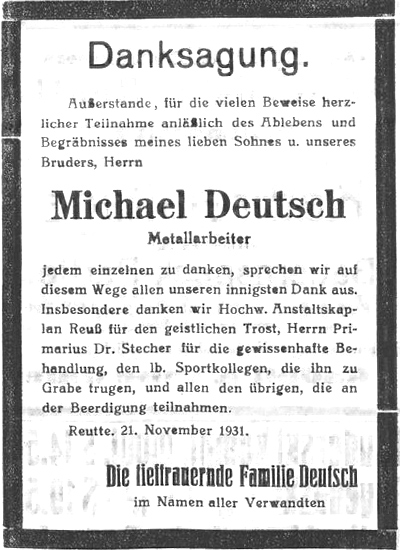 Danksagung.
Außerstande, für die vielen Beweise herz-
licher Teilnahme anläßlich des Ablebens und
Begräbnisses meines lieben Sohnes u. unseres
Bruders, Herrn
Michael Deutsch
Metallarbeiter
jedem einzelnen zu danken, sprechen wir auf
diesem Wege allen unseren innigsten Dank aus.
Insbesondere danken wir Hochw. Anstaltskap-
lan Reuß für den geistlichen Trost, Herrn Pri-
marius Dr. Stecher für die gewissenhafte Be-
handlung, den lb. Sportkollegen, die ihn zu
Grabe trugen, und allen den übrigen, die an
der Beerdigung teilnahmen.
Reutte. 21. November 1931.
Die tieftrauernde Familie Deutsch
im Namen aller Verwandten